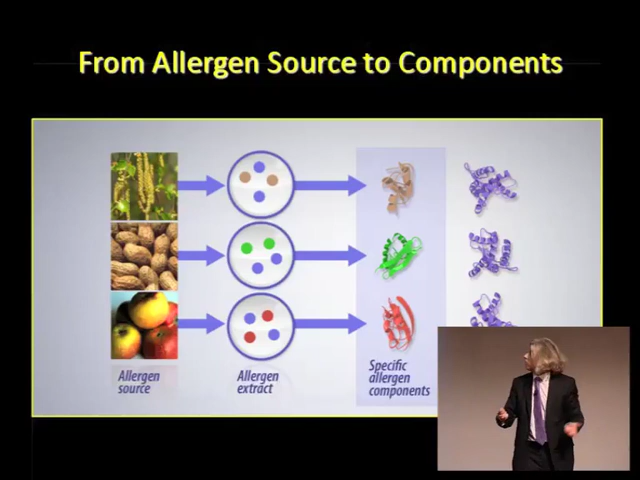 From Allergen Source to Components
Allergen
source
Allergen
extract
Specific
allergen
components